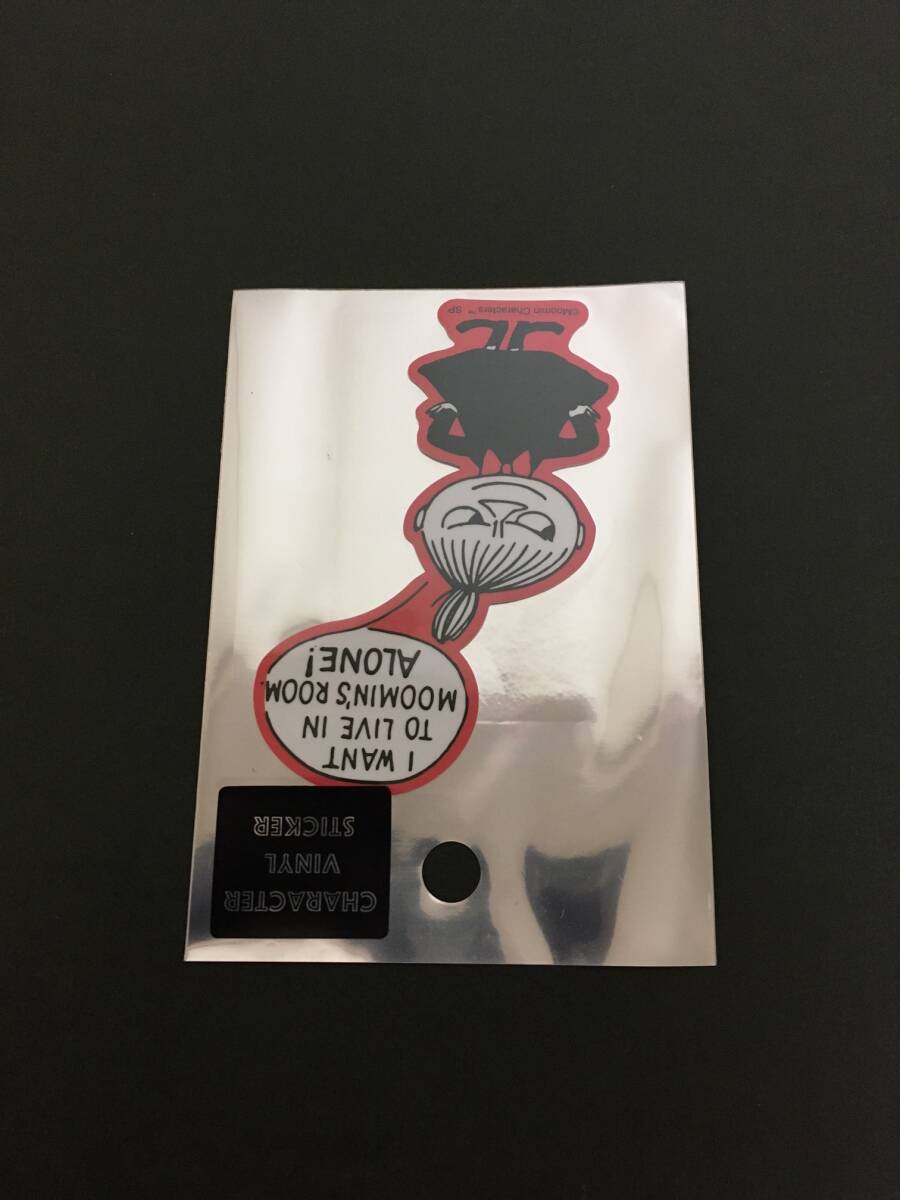 CHARACTER
VINYL
STICKER
I WANT
TO LIVE IN
MOOMIN'S ROOM
ALONE!
©Moomin Characters™ SP